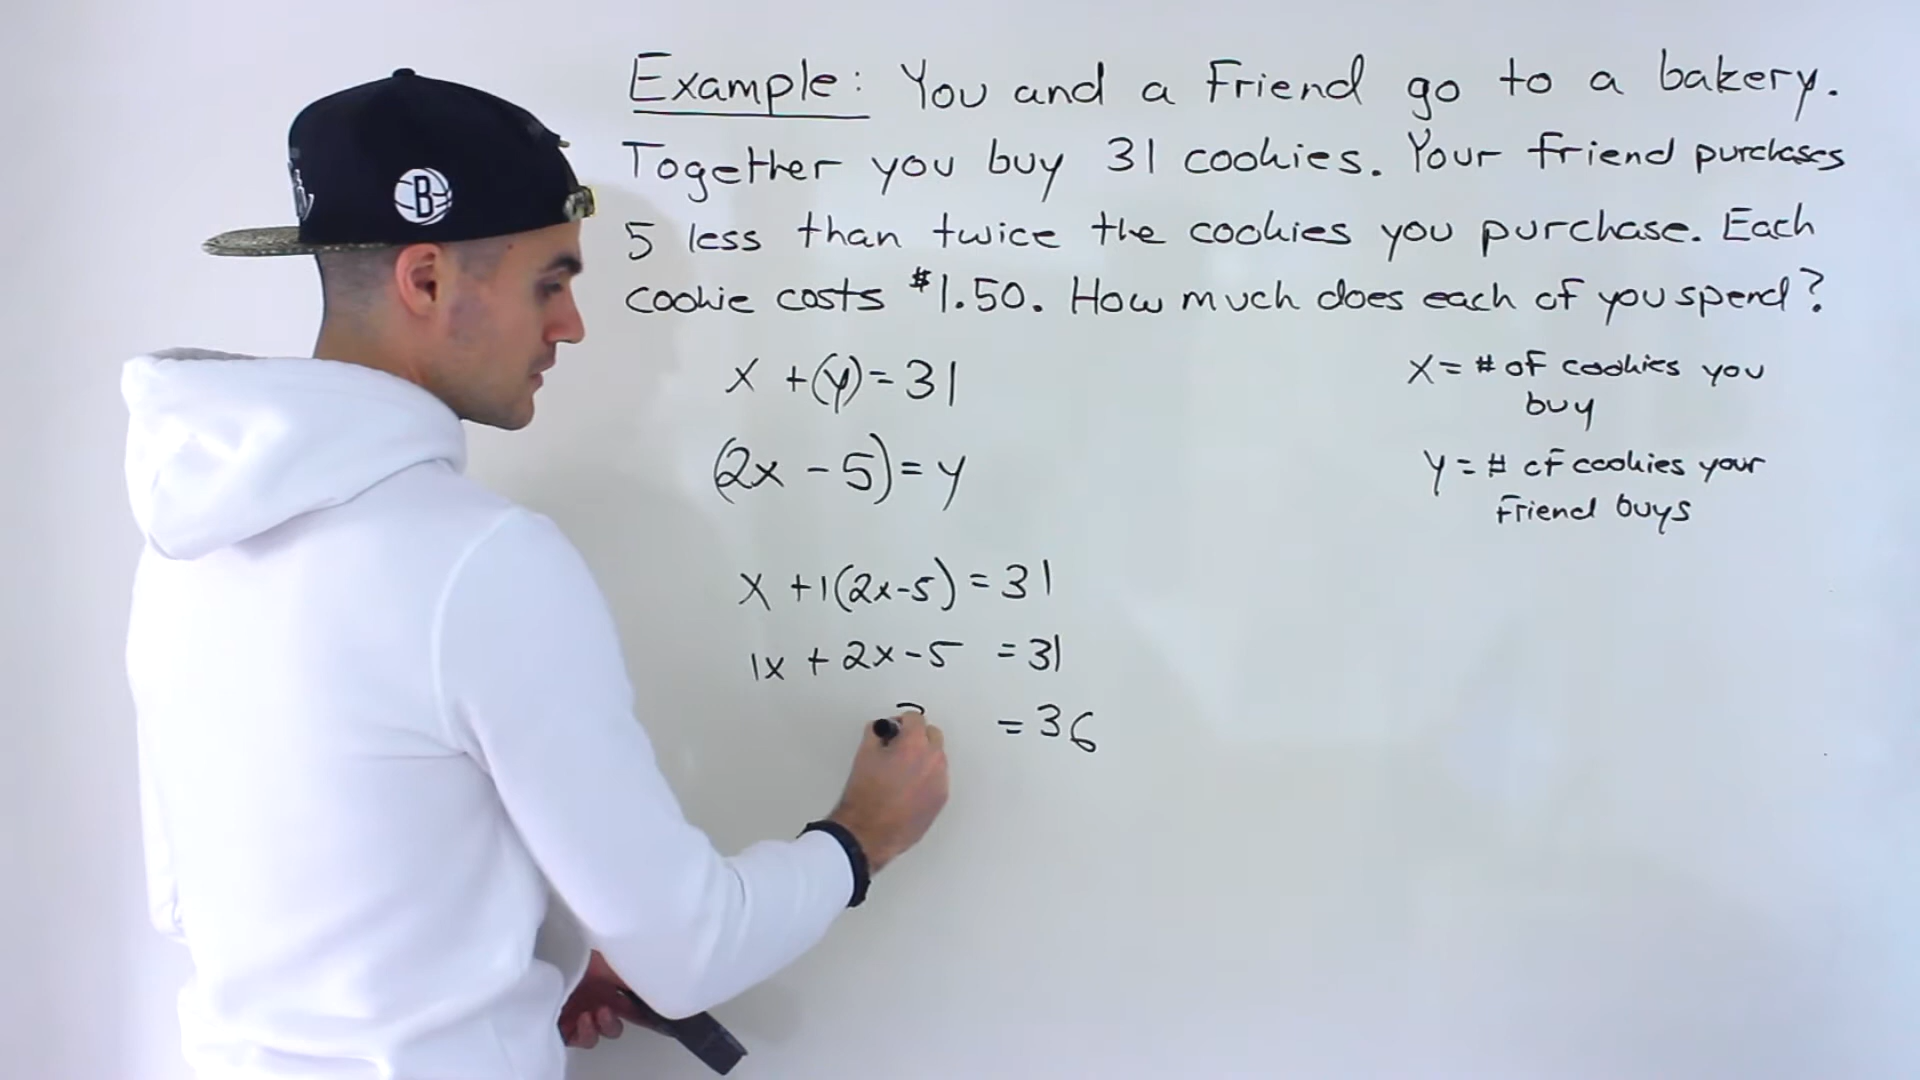 Example: You and a Friend go to a bakery.
Together you buy 31 cookies. Your friend purchases
5 less than twice the cookies you purchase. Each
cookie costs $1.50. How much does each of you spend?
x + (y) = 31
(2x - 5) = y
x + 1(2x-5) = 31
1x + 2x - 5 = 31
= 36
x = # of cookies you
buy
y = # of cookies your
Friend buys
B